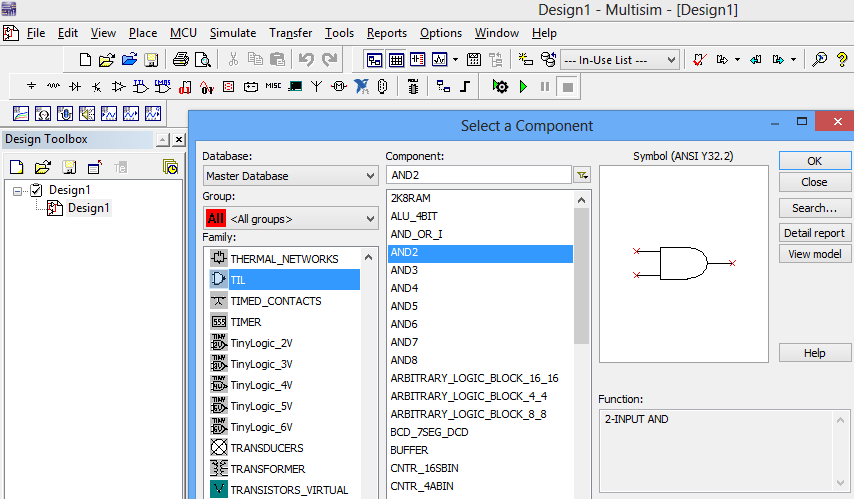 Design1 - Multisim - [Design1]
File Edit View Place MCU Simulate Transfer Tools Reports Options Window Help
--- In-Use List ---
MISC
Design Toolbox
Design1
Design1
Select a Component
Database:
Master Database
Group:
All <All groups>
Family:
THERMAL_NETWORKS
TIL
TIMED_CONTACTS
555 TIMER
TinyLogic_2V
TinyLogic_3V
TinyLogic_4V
TinyLogic_5V
TinyLogic_6V
TRANSDUCERS
TRANSFORMER
V TRANSISTORS_VIRTUAL
Component:
AND2
2K8RAM
ALU_4BIT
AND_OR_I
AND2
AND3
AND4
AND5
AND6
AND7
AND8
ARBITRARY_LOGIC_BLOCK_16_16
ARBITRARY_LOGIC_BLOCK_4_4
ARBITRARY_LOGIC_BLOCK_8_8
BCD_7SEG_DCD
BUFFER
CNTR_16SBIN
CNTR_4ABIN
Symbol (ANSI Y32.2)
OK
Close
Search...
Detail report
View model
Help
Function:
2-INPUT AND